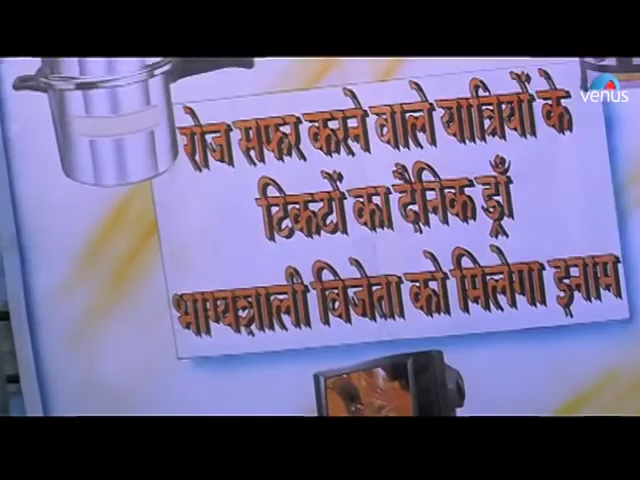 venus
रोज सफर करने वाले यात्रियों के
टिकटों का दैनिक ड्रॉ
भाग्यशाली विजेता को मिलेगा इनाम